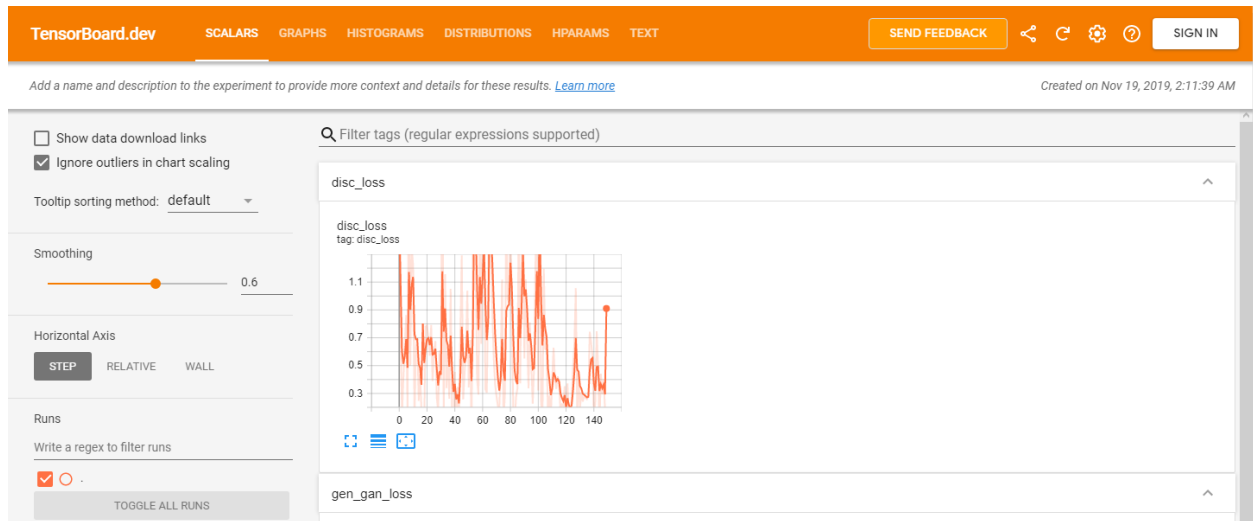 TensorBoard.dev SCALARS GRAPHS HISTOGRAMS DISTRIBUTIONS HPARAMS TEXT SEND FEEDBACK SIGN IN
Add a name and description to the experiment to provide more context and details for these results. Learn more Created on Nov 19, 2019, 2:11:39 AM
Show data download links
Ignore outliers in chart scaling
Tooltip sorting method: default
Smoothing
0.6
Horizontal Axis
STEP RELATIVE WALL
Runs
Write a regex to filter runs
.
TOGGLE ALL RUNS
Filter tags (regular expressions supported)
disc_loss
disc_loss
tag: disc_loss
1.1
0.9
0.7
0.5
0.3
0 20 40 60 80 100 120 140
gen_gan_loss